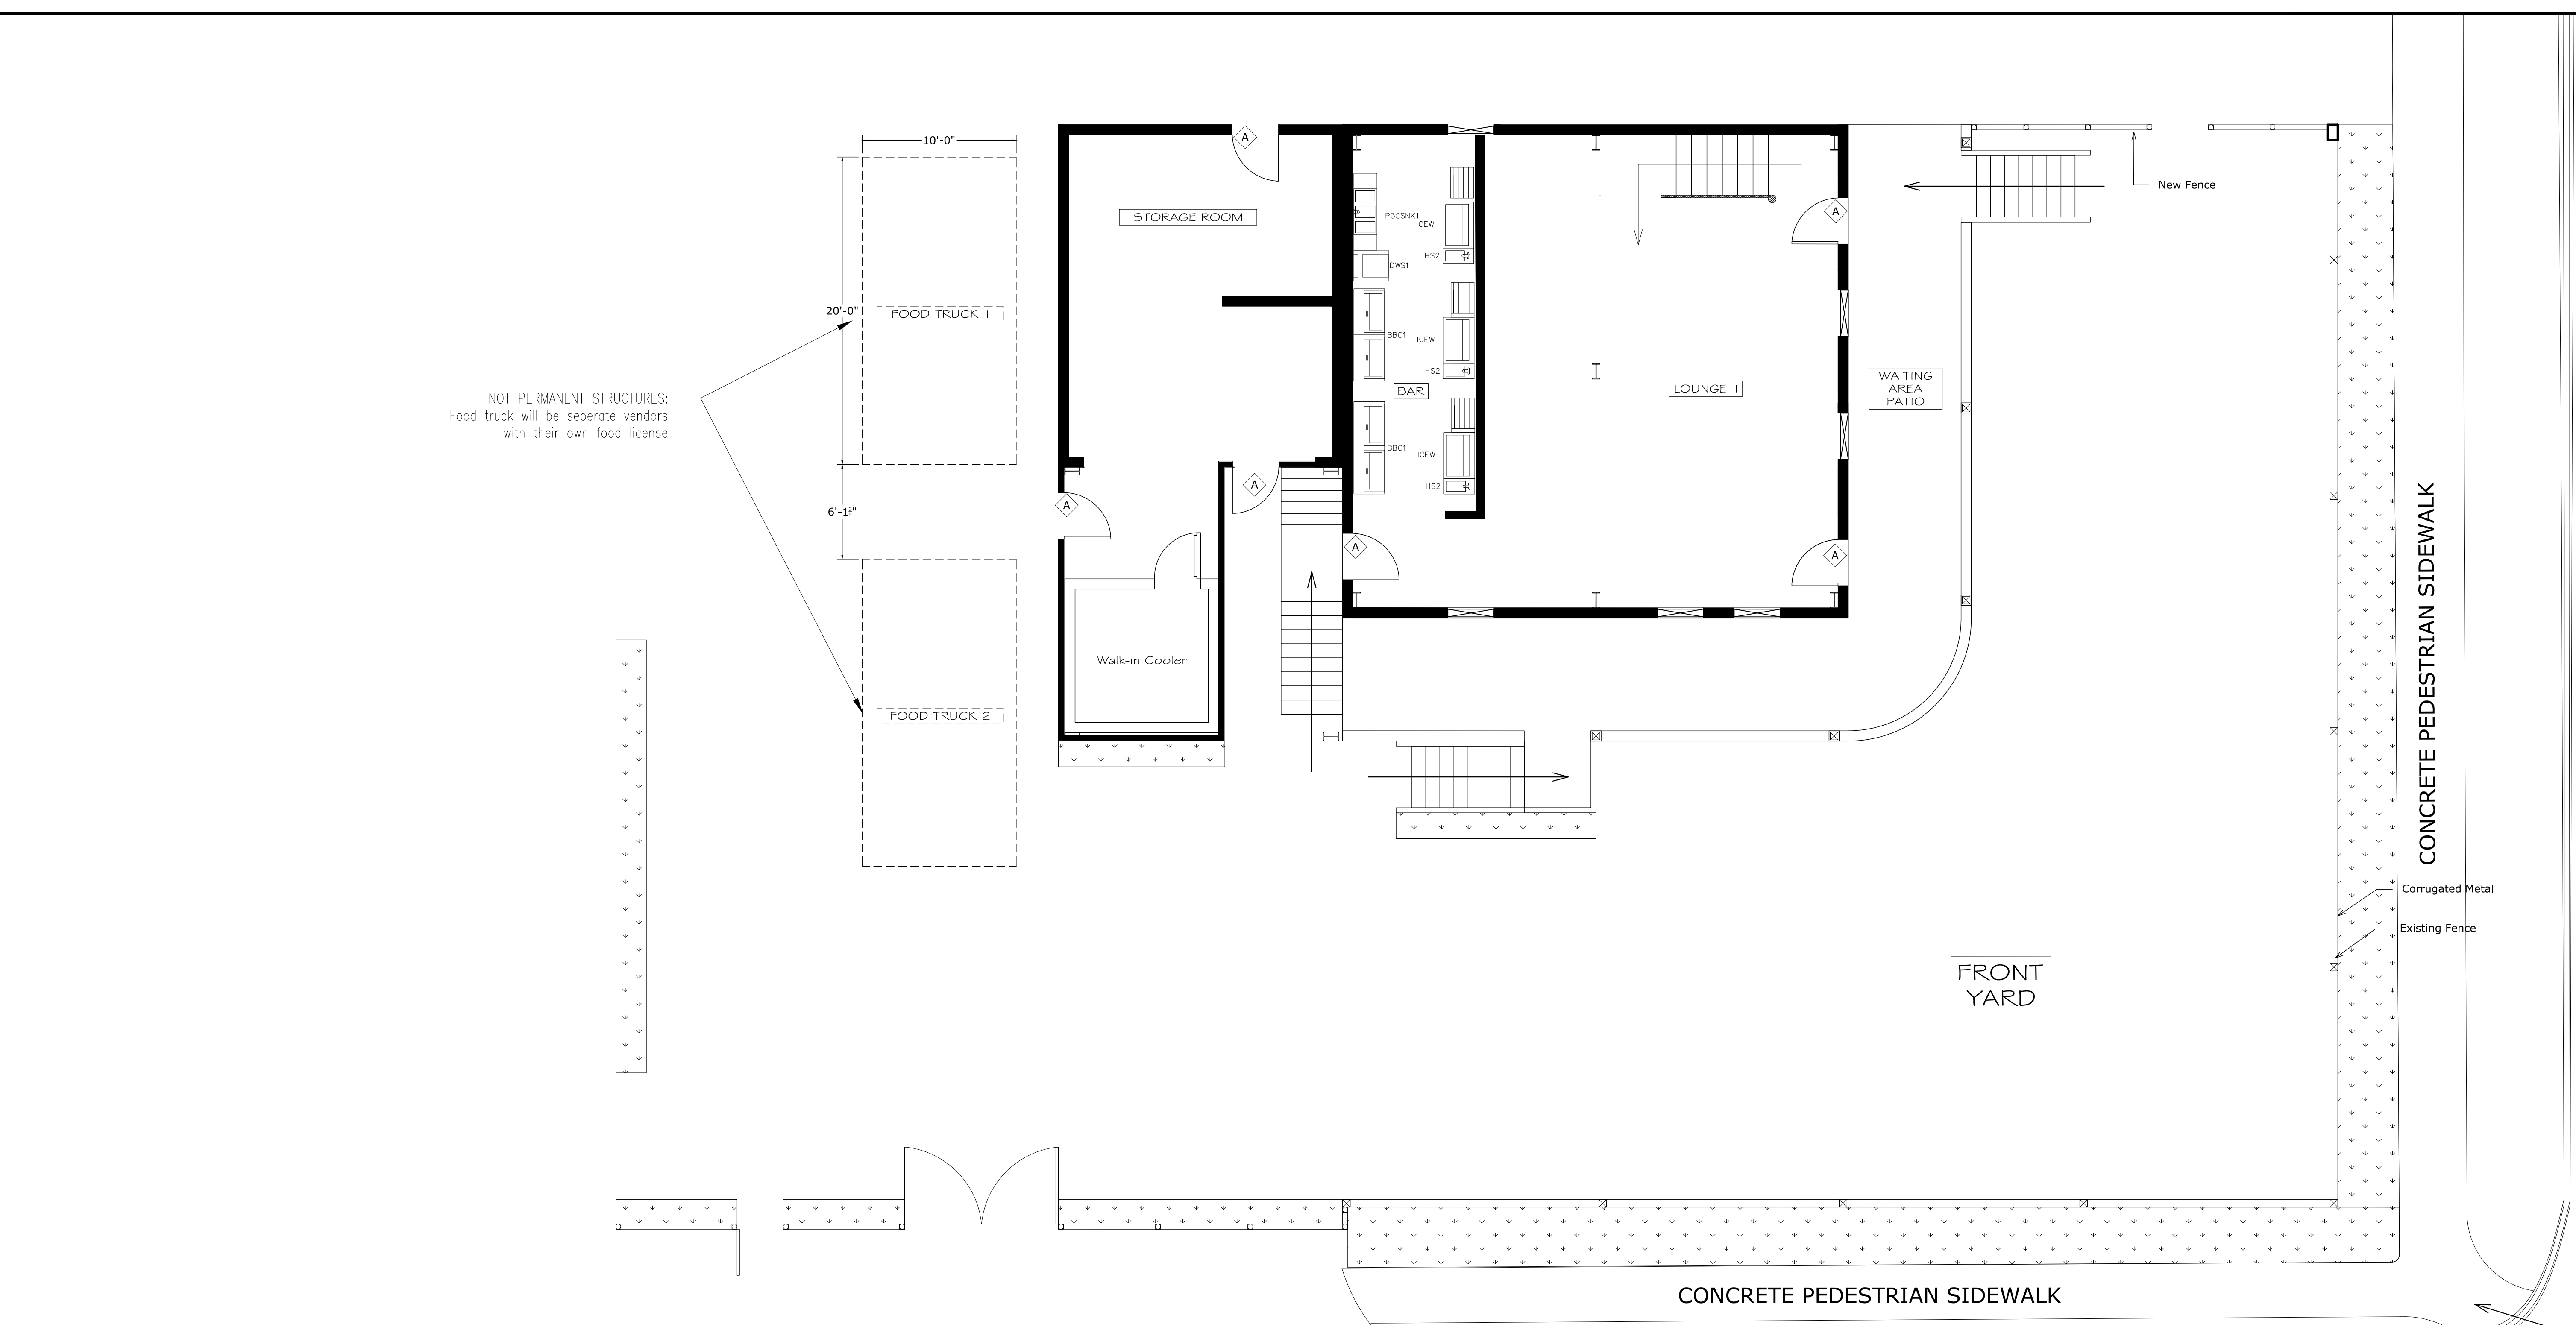 10'-0"
A
STORAGE ROOM
New Fence
A
P3CSNK1
ICEW
HS2
DWS1
20'-0"
FOOD TRUCK 1
BBC1
ICEW
HS2
BAR
LOUNGE 1
WAITING
AREA
PATIO
NOT PERMANENT STRUCTURES:
Food truck will be seperate vendors
with their own food license
BBC1
ICEW
HS2
A
A
6'-1¾"
A
A
Walk-in Cooler
FOOD TRUCK 2
CONCRETE PEDESTRIAN SIDEWALK
Corrugated Metal
Existing Fence
FRONT
YARD
CONCRETE PEDESTRIAN SIDEWALK